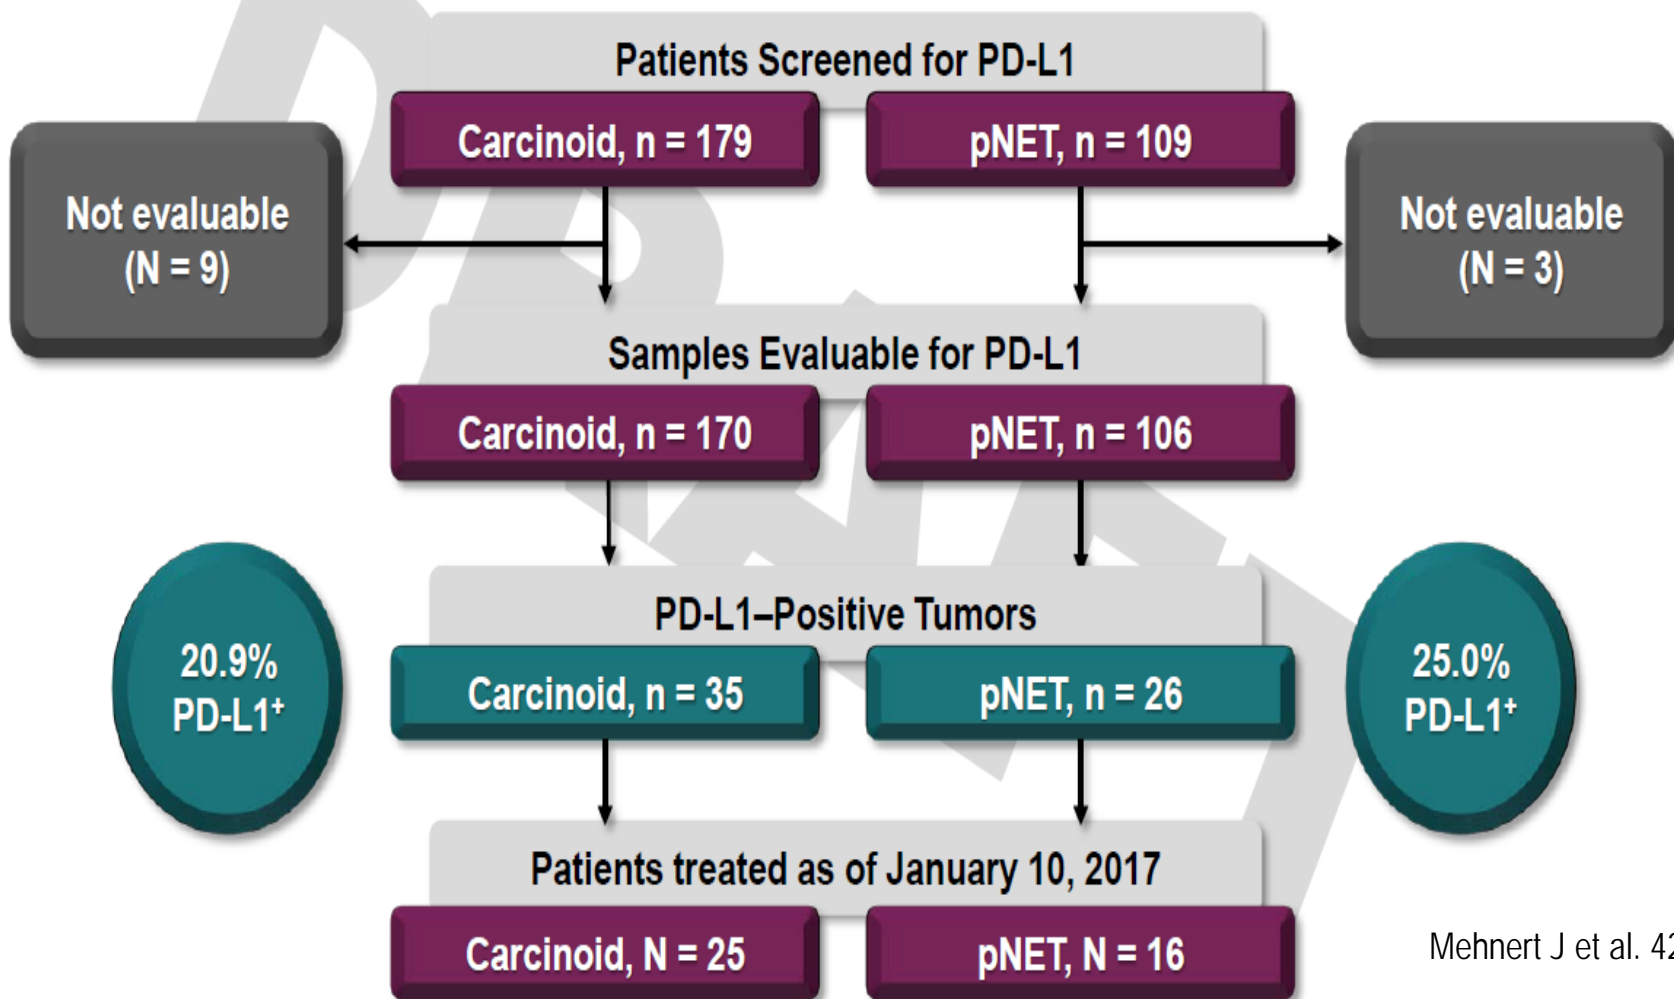 Patients Screened for PD-L1
Carcinoid, n = 179
pNET, n = 109
Not evaluable
(N = 9)
Not evaluable
(N = 3)
Samples Evaluable for PD-L1
Carcinoid, n = 170
pNET, n = 106
PD-L1–Positive Tumors
20.9%
PD-L1⁺
Carcinoid, n = 35
pNET, n = 26
25.0%
PD-L1⁺
Patients treated as of January 10, 2017
Carcinoid, N = 25
pNET, N = 16
Mehnert J et al. 42
DRAFT